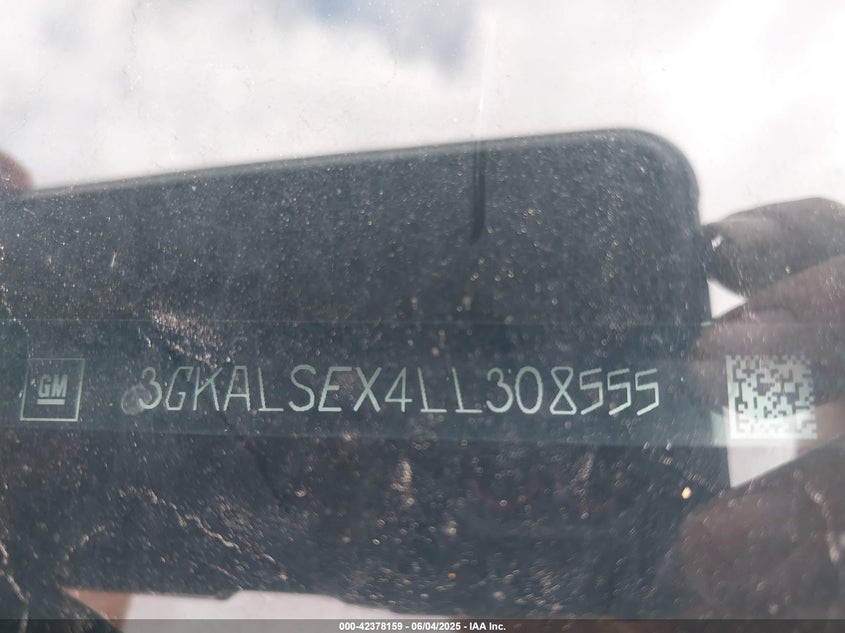 GM 3GKALSEX4LL308555
000-42378159 - 06/04/2025 - IAA Inc.